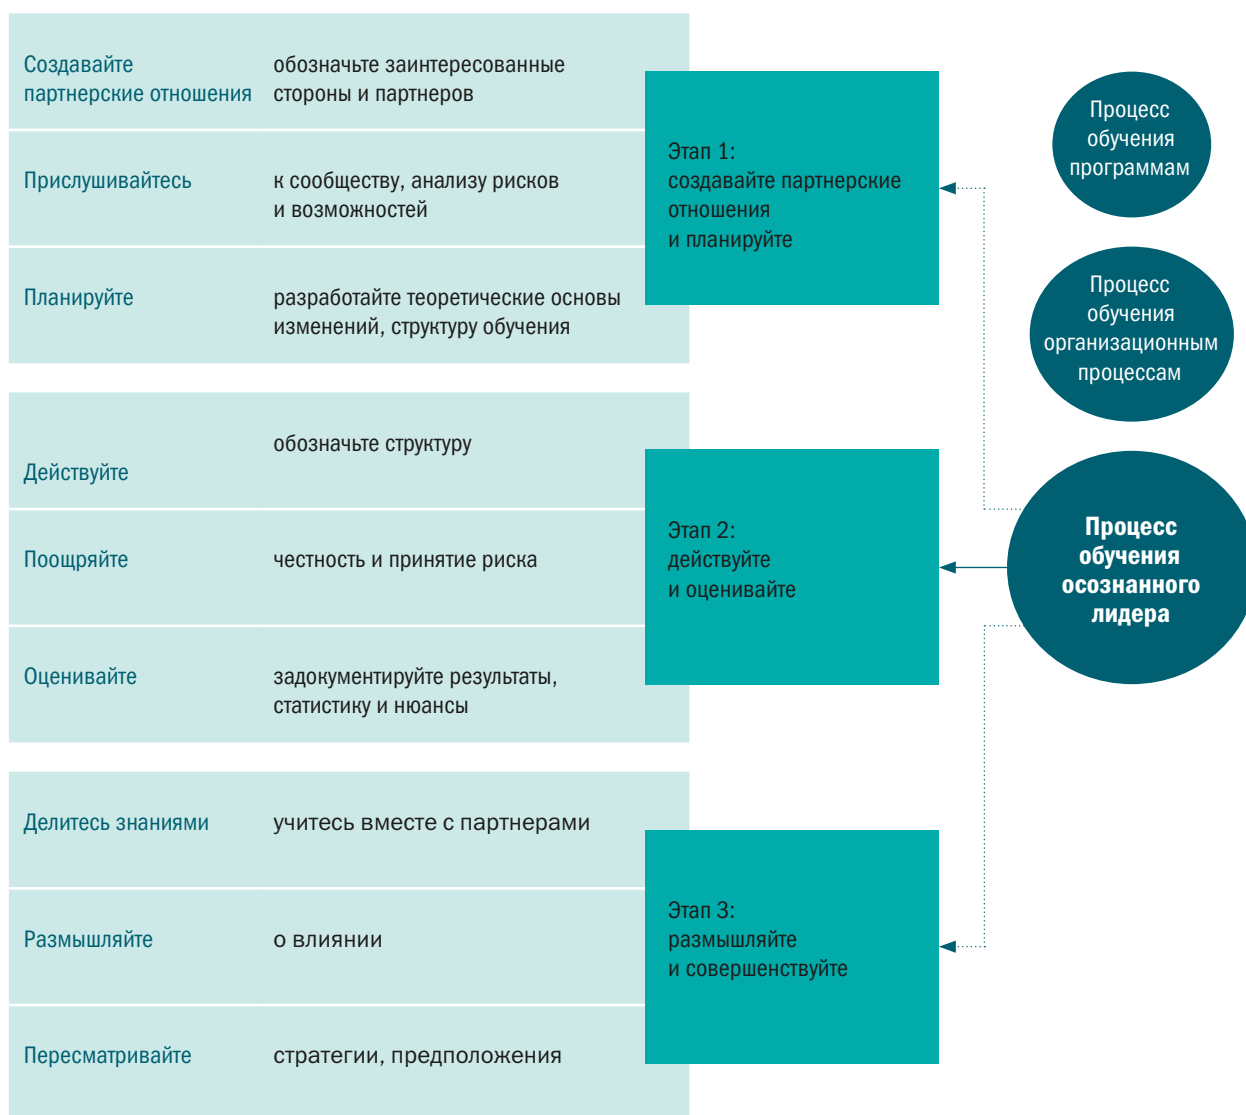 Создавайте
партнерские отношения
обозначьте заинтересованные
стороны и партнеров
Прислушивайтесь
к сообществу, анализу рисков
и возможностей
Планируйте
разработайте теоретические основы
изменений, структуру обучения
Этап 1:
создавайте партнерские
отношения
и планируйте
Действуйте
обозначьте структуру
Поощряйте
честность и принятие риска
Оценивайте
задокументируйте результаты,
статистику и нюансы
Этап 2:
действуйте
и оценивайте
Делитесь знаниями
учитесь вместе с партнерами
Размышляйте
о влиянии
Пересматривайте
стратегии, предположения
Этап 3:
размышляйте
и совершенствуйте
Процесс
обучения
программам
Процесс
обучения
организационным
процессам
Процесс
обучения
осознанного
лидера